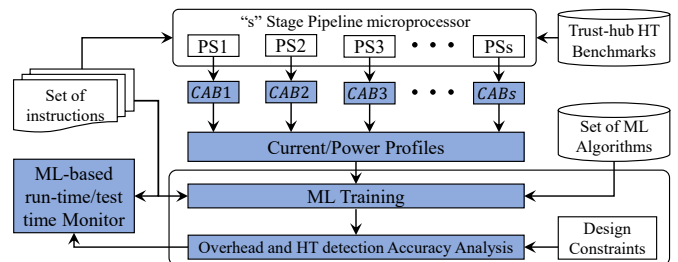 “s” Stage Pipeline microprocessor
PS1 PS2 PS3 PSs
Trust-hub HT
Benchmarks
CAB1 CAB2 CAB3 CABs
Set of
instructions
Current/Power Profiles
Set of ML
Algorithms
ML-based
run-time/test
time Monitor
ML Training
Overhead and HT detection Accuracy Analysis
Design
Constraints